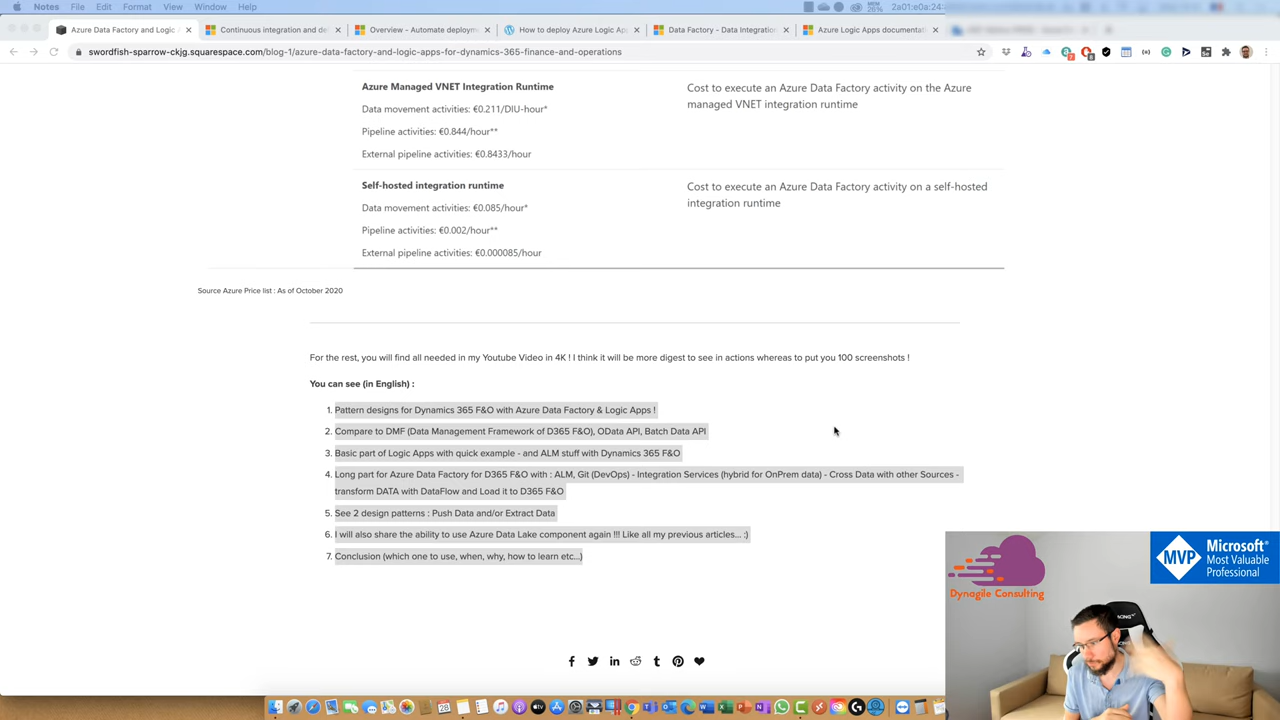 Notes File Edit Format View Window Help 2a01:e0a:24:
Azure Data Factory and Logic A
Continuous integration and de
Overview – Automate deploym
How to deploy Azure Logic Ap
Data Factory - Data Integration
Azure Logic Apps documentat
swordfish-sparrow-ckjg.squarespace.com/blog-1/azure-data-factory-and-logic-apps-for-dynamics-365-finance-and-operations
Azure Managed VNET Integration Runtime
Data movement activities: €0.211/DIU-hour*
Pipeline activities: €0.844/hour**
External pipeline activities: €0.8433/hour
Cost to execute an Azure Data Factory activity on the Azure
managed VNET integration runtime
Self-hosted integration runtime
Data movement activities: €0.085/hour*
Pipeline activities: €0.002/hour**
External pipeline activities: €0.000085/hour
Cost to execute an Azure Data Factory activity on a self-hosted
integration runtime
Source Azure Price list : As of October 2020
For the rest, you will find all needed in my Youtube Video in 4K ! I think it will be more digest to see in actions whereas to put you 100 screenshots !
You can see (in English) :
1. Pattern designs for Dynamics 365 F&O with Azure Data Factory & Logic Apps !
2. Compare to DMF (Data Management Framework of D365 F&O), OData API, Batch Data API
3. Basic part of Logic Apps with quick example - and ALM stuff with Dynamics 365 F&O
4. Long part for Azure Data Factory for D365 F&O with : ALM, Git (DevOps) - Integration Services (hybrid for OnPrem data) - Cross Data with other Sources -
transform DATA with DataFlow and Load it to D365 F&O
5. See 2 design patterns : Push Data and/or Extract Data
6. I will also share the ability to use Azure Data Lake component again !!! Like all my previous articles... :)
7. Conclusion (which one to use, when, why, how to learn etc...)
Dynagile Consulting
MVP
Microsoft
Most Valuable
Professional